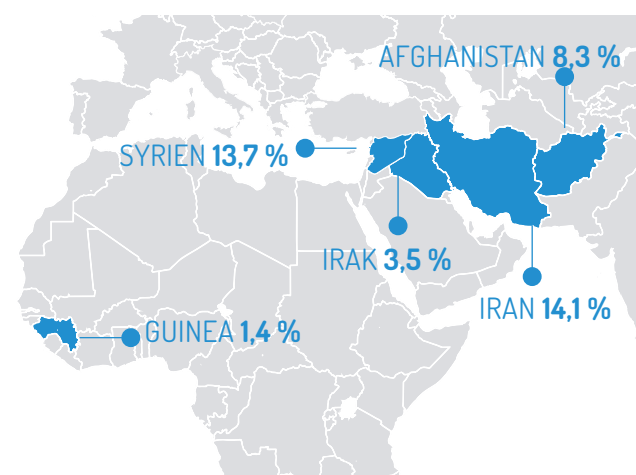 AFGHANISTAN 8,3 %
SYRIEN 13,7 %
IRAK 3,5 %
IRAN 14,1 %
GUINEA 1,4 %